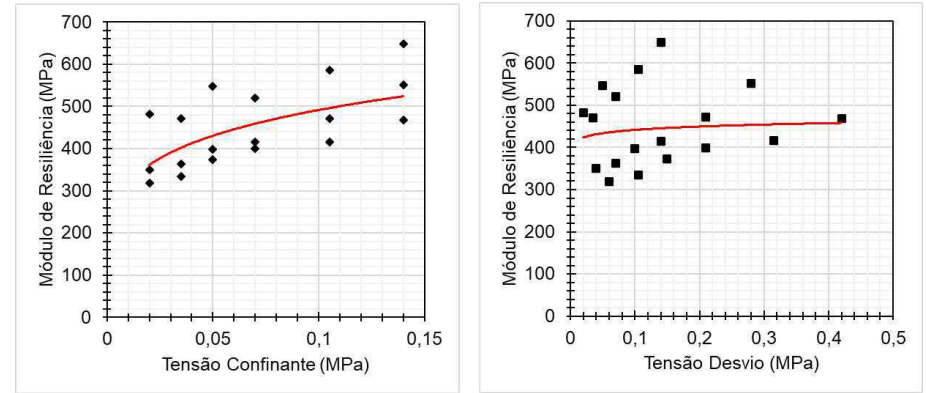 700
600
500
400
300
200
100
0
Módulo de Resiliência (MPa)
0 0,05 0,1 0,15
Tensão Confinante (MPa)
700
600
500
400
300
200
100
0
Módulo de Resiliência (MPa)
0 0,1 0,2 0,3 0,4 0,5
Tensão Desvio (MPa)